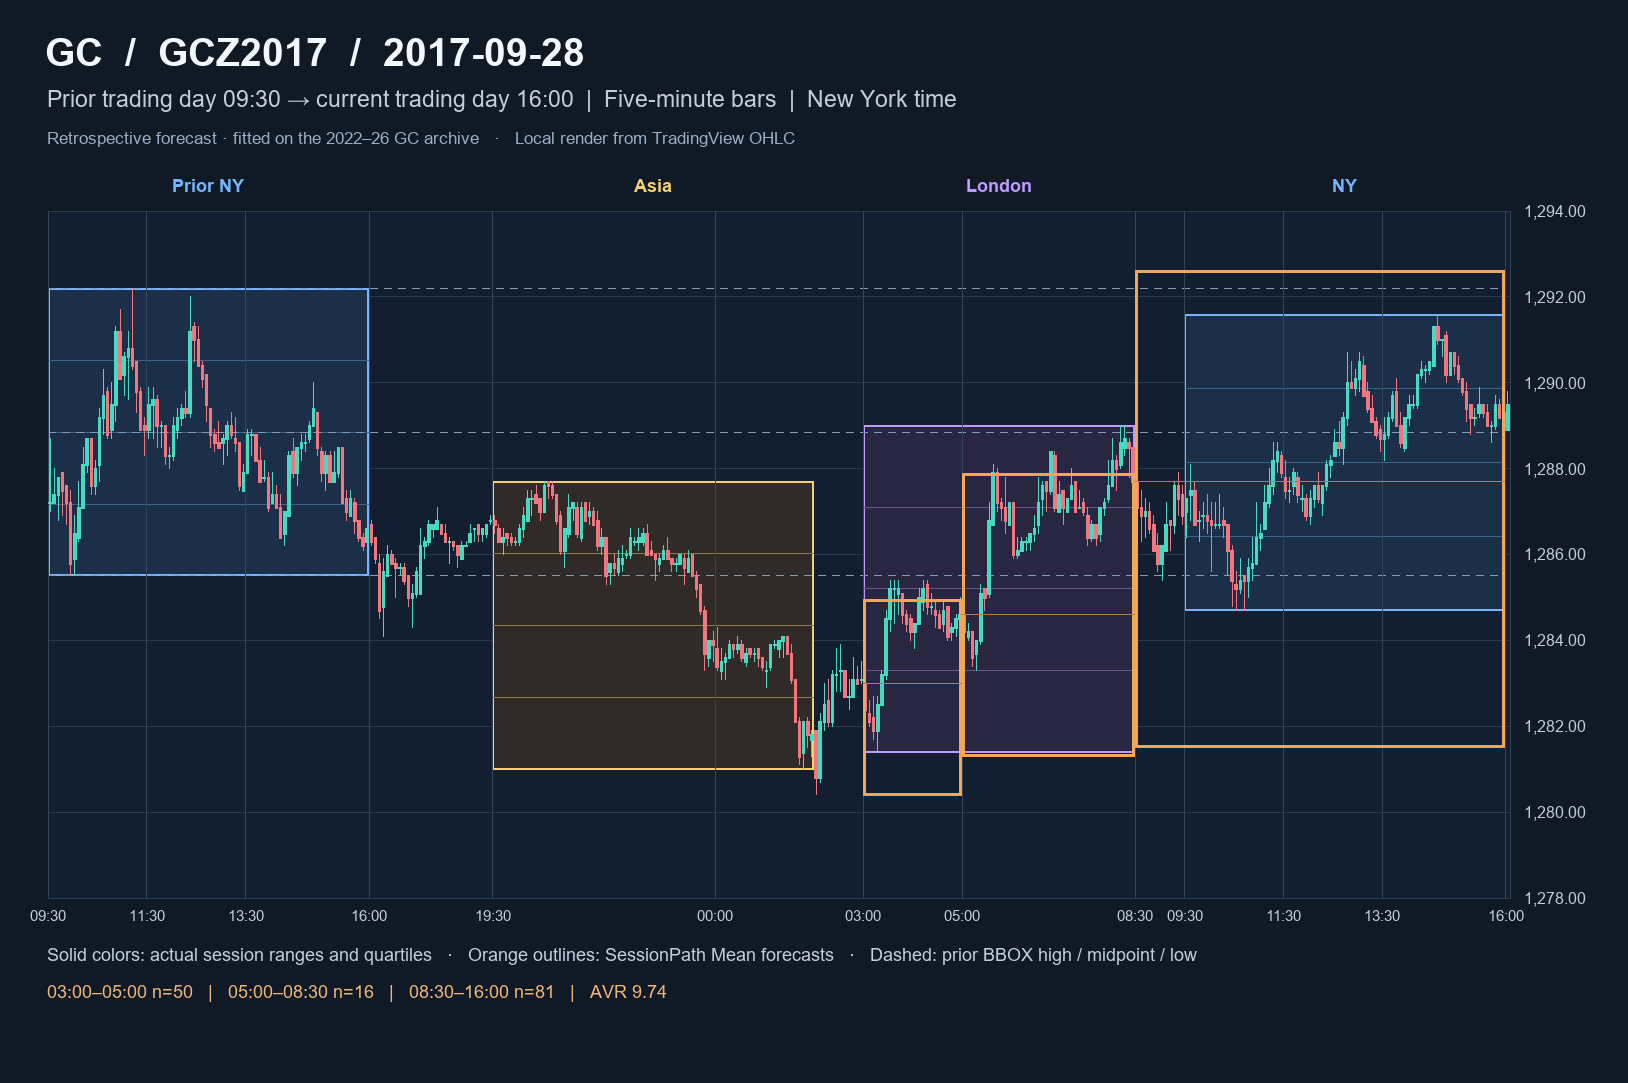 GC / GCZ2017 / 2017-09-28
Prior trading day 09:30 → current trading day 16:00 | Five-minute bars | New York time
Retrospective forecast · fitted on the 2022–26 GC archive · Local render from TradingView OHLC
Prior NY Asia London NY
1,294.00
1,292.00
1,290.00
1,288.00
1,286.00
1,284.00
1,282.00
1,280.00
1,278.00
09:30 11:30 13:30 16:00 19:30 00:00 03:00 05:00 08:30 09:30 11:30 13:30 16:00
Solid colors: actual session ranges and quartiles · Orange outlines: SessionPath Mean forecasts · Dashed: prior BBOX high / midpoint / low
03:00–05:00 n=50 | 05:00–08:30 n=16 | 08:30–16:00 n=81 | AVR 9.74